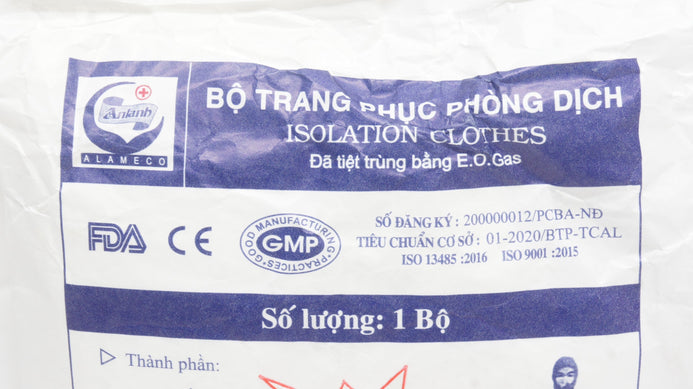 Anlành
ALAMECO
BỘ TRANG PHỤC PHÒNG DỊCH
ISOLATION CLOTHES
Đã tiệt trùng bằng E.O.Gas
FDA CE
GOOD MANUFACTURING
GMP
"PRACTICES"
SỐ ĐĂNG KÝ : 200000012/PCBA-NĐ
TIÊU CHUẨN CƠ SỞ : 01-2020/BTP-TCAL
ISO 13485 :2016 ISO 9001 :2015
Số lượng: 1 Bộ
Thành phần: